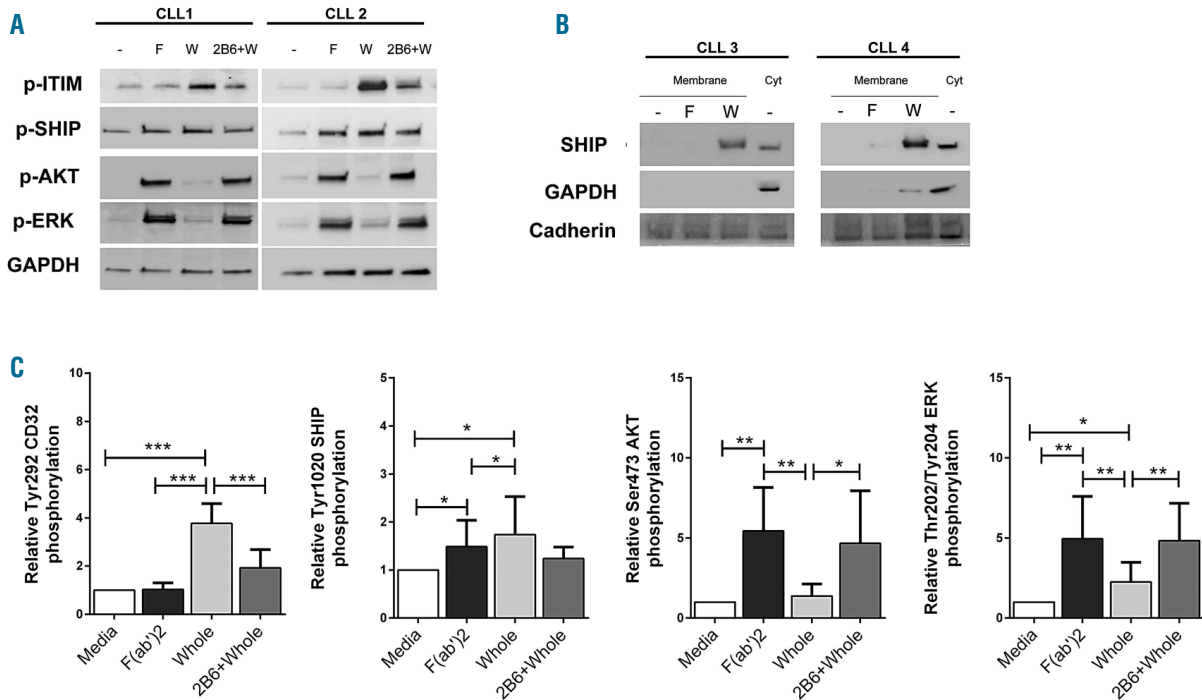 A
CLL1
CLL 2
- F W 2B6+W
- F W 2B6+W
p-ITIM
p-SHIP
p-AKT
p-ERK
GAPDH
B
CLL 3
CLL 4
Membrane Cyt
Membrane Cyt
- F W -
- F W -
SHIP
GAPDH
Cadherin
C
Relative Tyr292 CD32
phosphorylation
10
8
6
4
2
0
***
*** ***
Media
F(ab')2
Whole
2B6+Whole
Relative Tyr1020 SHIP
phosphorylation
5
4
3
2
1
0
*
*
*
Media
F(ab')2
Whole
2B6+Whole
Relative Ser473 AKT
phosphorylation
15
10
5
0
**
** *
Media
F(ab')2
Whole
2B6+Whole
Relative Thr202/Tyr204 ERK
phosphorylation
15
10
5
0
*
**
** **
Media
F(ab')2
Whole
2B6+Whole